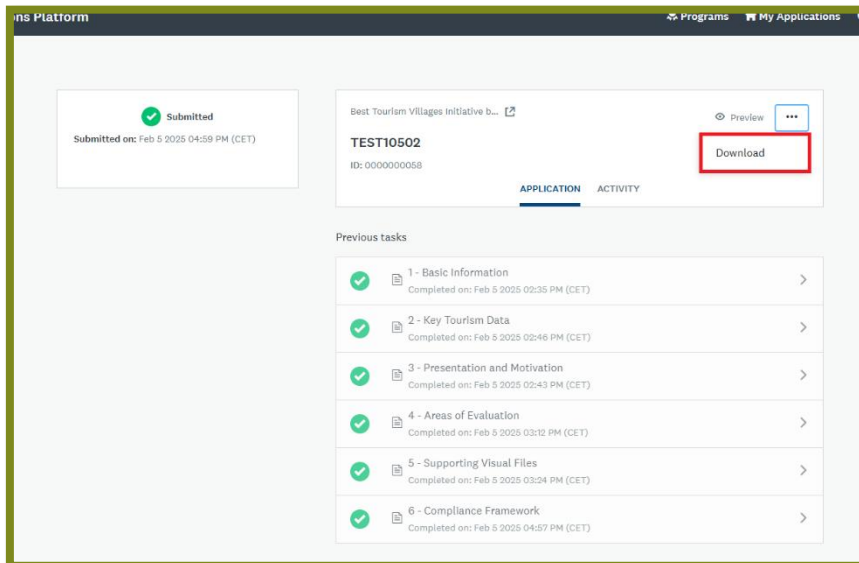 ons Platform
Programs My Applications
Submitted
Submitted on: Feb 5 2025 04:59 PM (CET)
Best Tourism Villages Initiative b...
Preview ...
TEST10502
Download
ID: 0000000058
APPLICATION ACTIVITY
Previous tasks
1 - Basic Information
Completed on: Feb 5 2025 02:35 PM (CET)
2 - Key Tourism Data
Completed on: Feb 5 2025 02:46 PM (CET)
3 - Presentation and Motivation
Completed on: Feb 5 2025 02:43 PM (CET)
4 - Areas of Evaluation
Completed on: Feb 5 2025 03:12 PM (CET)
5 - Supporting Visual Files
Completed on: Feb 5 2025 03:24 PM (CET)
6 - Compliance Framework
Completed on: Feb 5 2025 04:57 PM (CET)